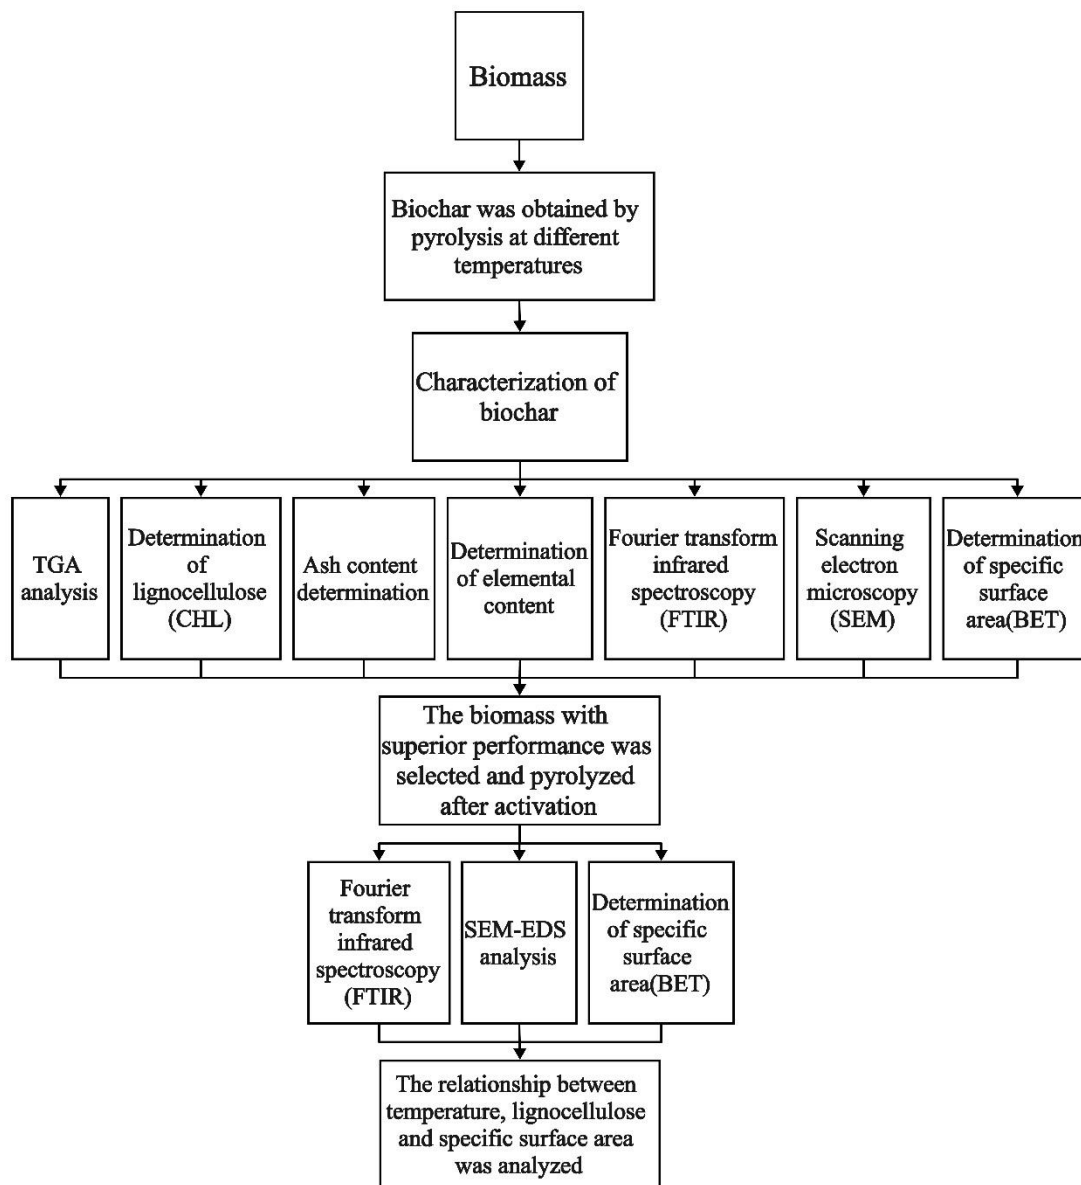 Biomass
Biochar was obtained by
pyrolysis at different
temperatures
Characterization of
biochar
TGA
analysis
Determination
of
lignocellulose
(CHL)
Ash content
determination
Determination
of elemental
content
Fourier transform
infrared
spectroscopy
(FTIR)
Scanning
electron
microscopy
(SEM)
Determination
of specific
surface
area(BET)
The biomass with
superior performance was
selected and pyrolyzed
after activation
Fourier
transform
infrared
spectroscopy
(FTIR)
SEM-EDS
analysis
Determination
of specific
surface
area(BET)
The relationship between
temperature, lignocellulose
and specific surface area
was analyzed